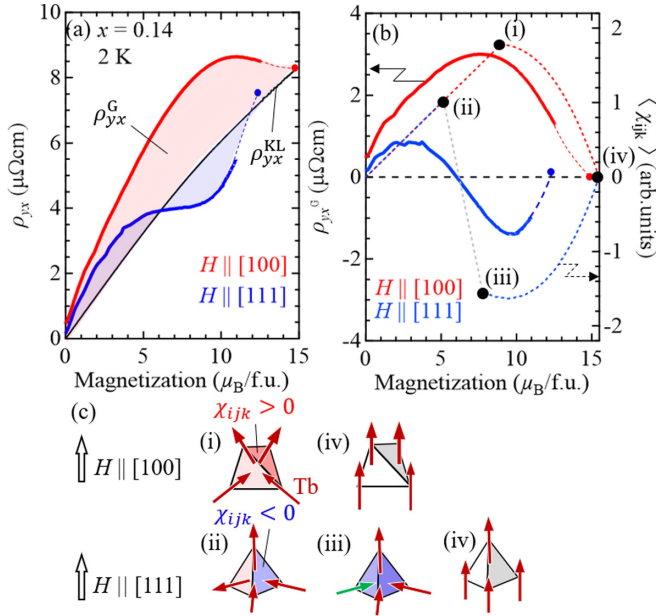 (a) x = 0.14
2 K
ρ_yx^G
ρ_yx^KL
H || [100]
H || [111]
10
8
6
4
2
0
ρ_yx (μΩcm)
0 5 10 15
Magnetization (μ_B/f.u.)
(b)
(i)
(ii)
(iii)
(iv)
H || [100]
H || [111]
4
2
0
-2
-4
ρ_yx^G (μΩcm)
2
1
0
-1
-2
⟨ χ_ijk ⟩ (arb.units)
0 5 10 15
Magnetization (μ_B/f.u.)
(c)
χ_ijk > 0
(i) (iv)
H || [100]
Tb
χ_ijk < 0
(ii) (iii) (iv)
H || [111]